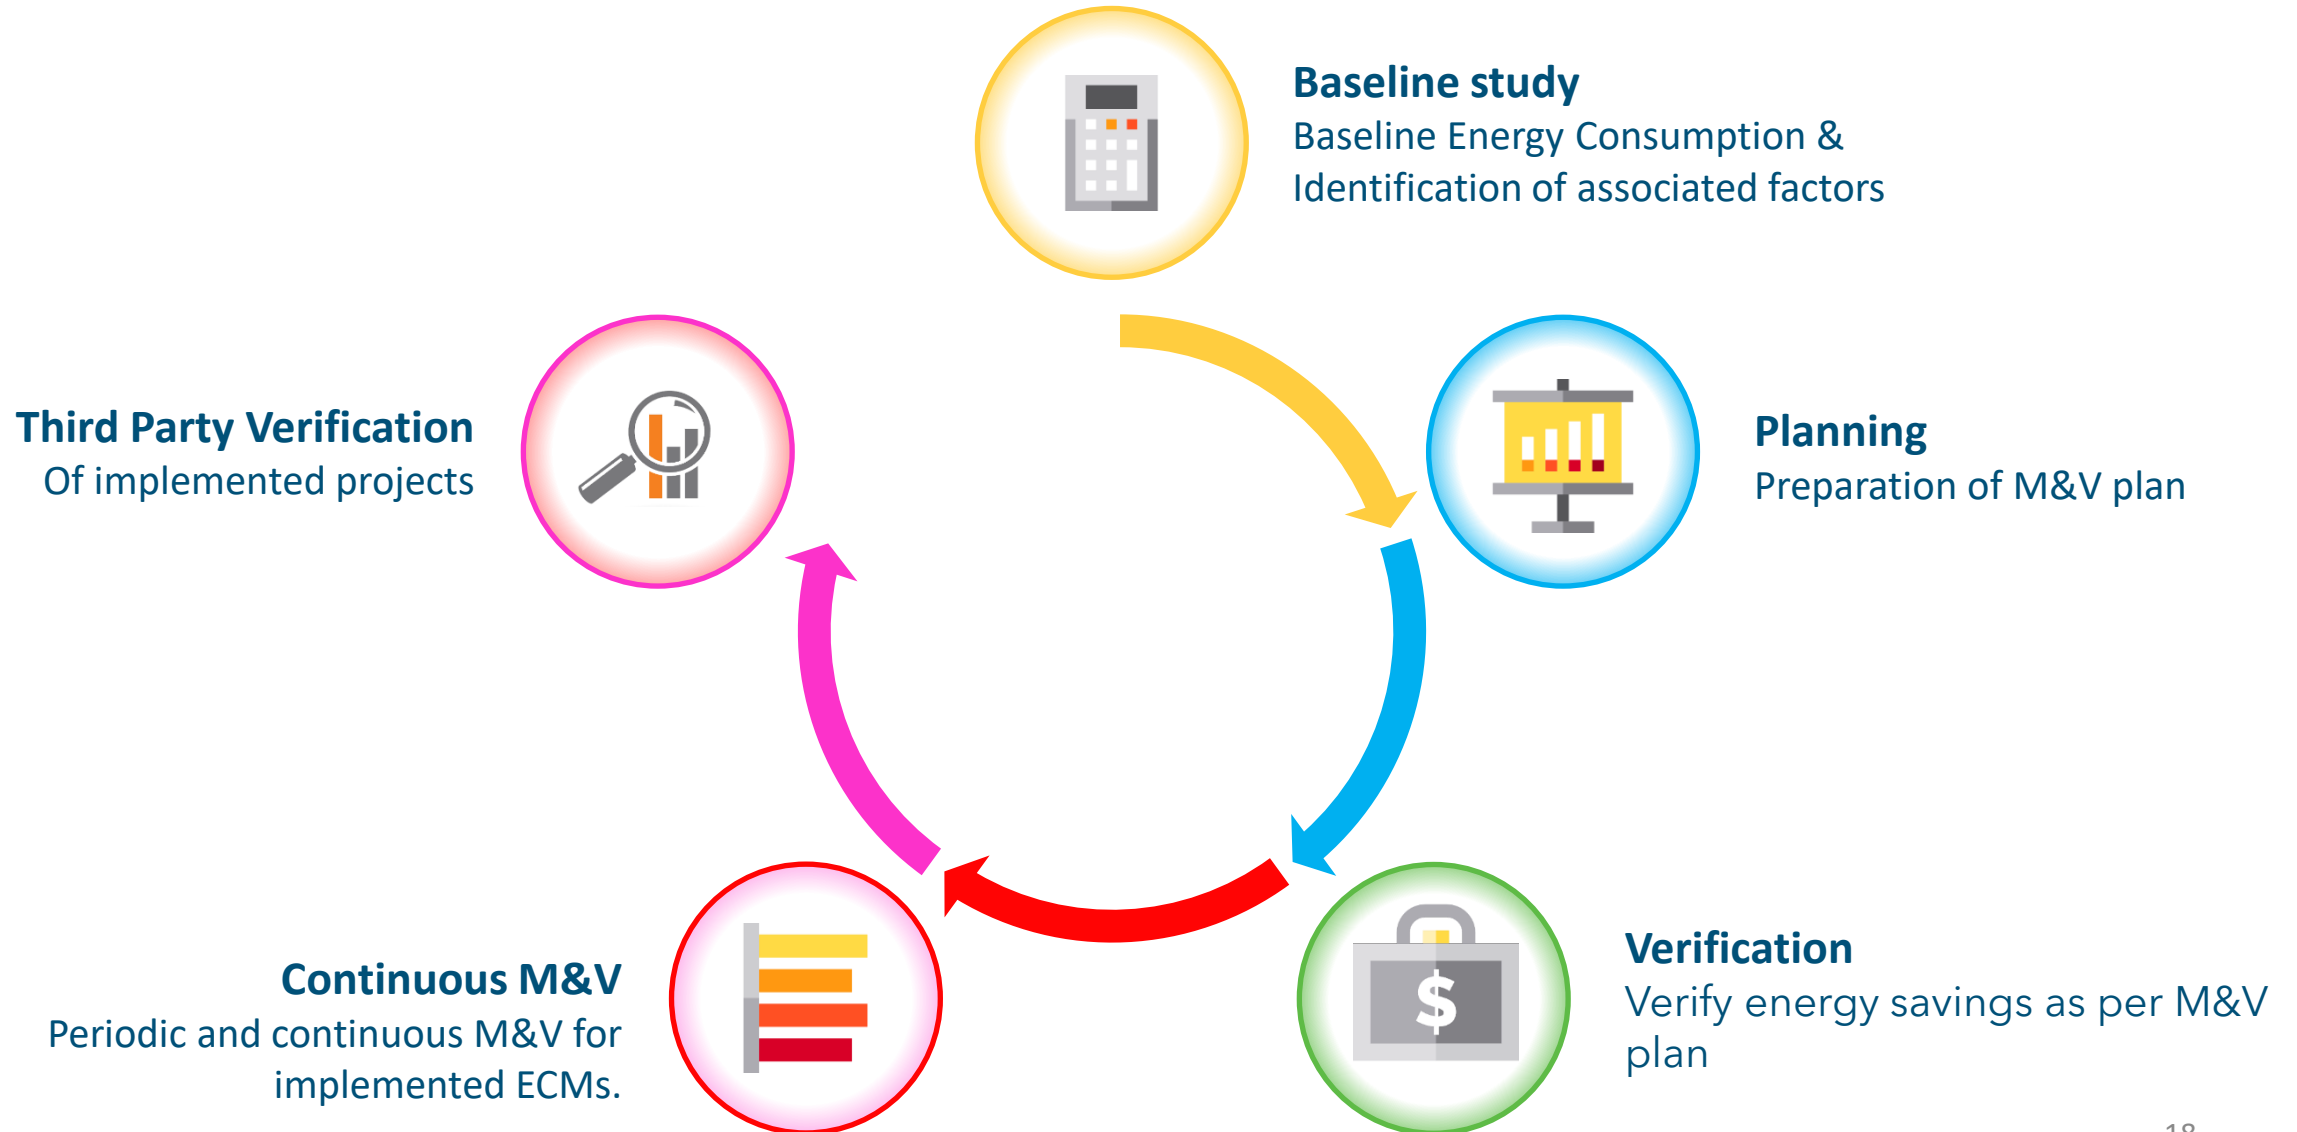 Baseline study
Baseline Energy Consumption &
Identification of associated factors
Planning
Preparation of M&V plan
Verification
Verify energy savings as per M&V
plan
Continuous M&V
Periodic and continuous M&V for
implemented ECMs.
Third Party Verification
Of implemented projects
$
18